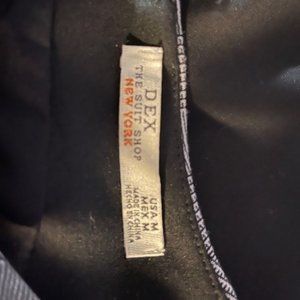 DEX
THE SUIT SHOP
NEW YORK
USA M
MEX M
MADE IN CHINA
HECHO EN CHINA